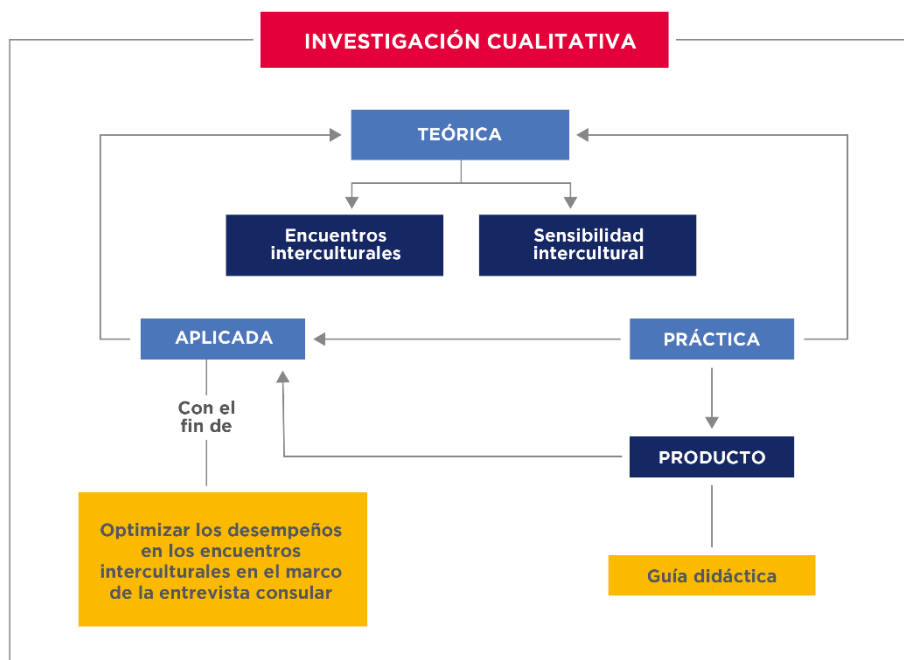 INVESTIGACIÓN CUALITATIVA
TEÓRICA
Encuentros
interculturales
Sensibilidad
intercultural
APLICADA
PRÁCTICA
Con el
fin de
PRODUCTO
Optimizar los desempeños
en los encuentros
interculturales en el marco
de la entrevista consular
Guía didáctica